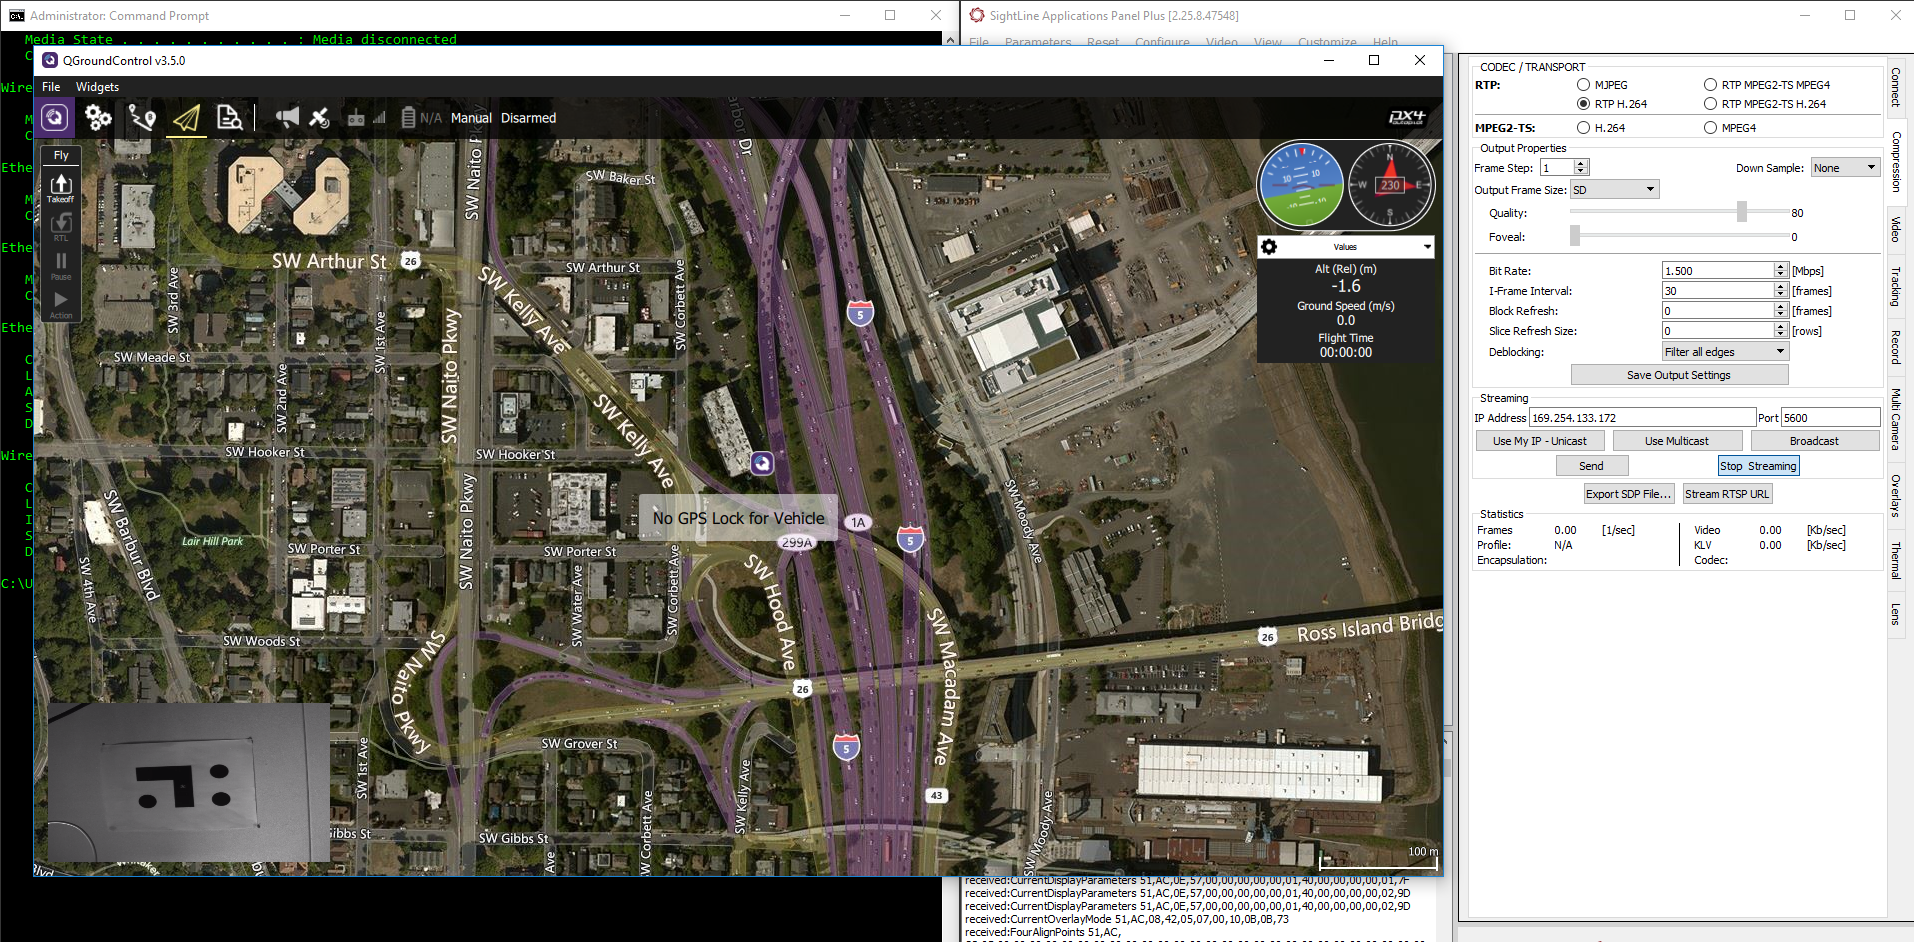 Administrator: Command Prompt
Media State . . . . . . . . . . . : Media disconnected
C
Wire
M
C
Ethe
M
C
Ethe
M
C
Ethe
C
L
A
S
D
Wire
C
L
I
S
D
C:\U
QGroundControl v3.5.0
File Widgets
N/A Manual Disarmed
px4
autopilot
Fly
Takeoff
RTL
Pause
Action
SW Naito Pkwy
arbor Dr
SW Baker St
SW Arthur St
26
SW Arthur St
SW Kelly Ave
SW Corbett Ave
SW 3rd Ave
SW 1st Ave
SW Naito Pkwy
5
SW Meade St
SW 2nd Ave
SW Naito Pkwy
SW Kelly Ave
SW Hooker St
SW Hooker St
SW Barbur Blvd
SW Naito Pkwy
SW Moody Ave
No GPS Lock for Vehicle
1A
299A
5
Lair Hill Park
SW Porter St
SW Porter St
SW 4th Ave
SW Water Ave
SW Corbett Ave
SW Hood Ave
SW Macadam Ave
SW Woods St
26
Ross Island Bridg
SW Naito Pkwy
26
SW Grover St
5
SW 1st Ave
SW Kelly Ave
43
SW Corbett Ave
SW Moody Ave
Gibbs St
SW Gibbs St
Whitaker
Blvd
Ave
100 m
10 10
-10
N
W 230 E
S
Values
Alt (Rel) (m)
-1.6
Ground Speed (m/s)
0.0
Flight Time
00:00:00
SightLine Applications Panel Plus [2.25.8.47548]
File Parameters Reset Configure Video View Customize Help
CODEC / TRANSPORT
RTP: MJPEG RTP MPEG2-TS MPEG4
RTP H.264 RTP MPEG2-TS H.264
MPEG2-TS: H.264 MPEG4
Output Properties
Frame Step: 1 Down Sample: None
Output Frame Size: SD
Quality: 80
Foveal: 0
Bit Rate: 1.500 [Mbps]
I-Frame Interval: 30 [frames]
Block Refresh: 0 [frames]
Slice Refresh Size: 0 [rows]
Deblocking: Filter all edges
Save Output Settings
Streaming
IP Address 169.254.133.172 Port 5600
Use My IP - Unicast Use Multicast Broadcast
Send Stop Streaming
Export SDP File... Stream RTSP URL
Statistics
Frames 0.00 [1/sec] Video 0.00 [Kb/sec]
Profile: N/A KLV 0.00 [Kb/sec]
Encapsulation: Codec:
Connect
Compression
Video
Tracking
Record
Multi Camera
Overlays
Thermal
Lens
received:CurrentDisplayParameters 51,AC,0E,57,00,00,00,00,00,01,40,00,00,00,00,01,7F
received:CurrentDisplayParameters 51,AC,0E,57,00,00,00,00,00,01,40,00,00,00,00,02,9D
received:CurrentDisplayParameters 51,AC,0E,57,00,00,00,00,00,01,40,00,00,00,00,02,9D
received:CurrentOverlayMode 51,AC,08,42,05,07,00,10,0B,0B,73
received:FourAlignPoints 51,AC,